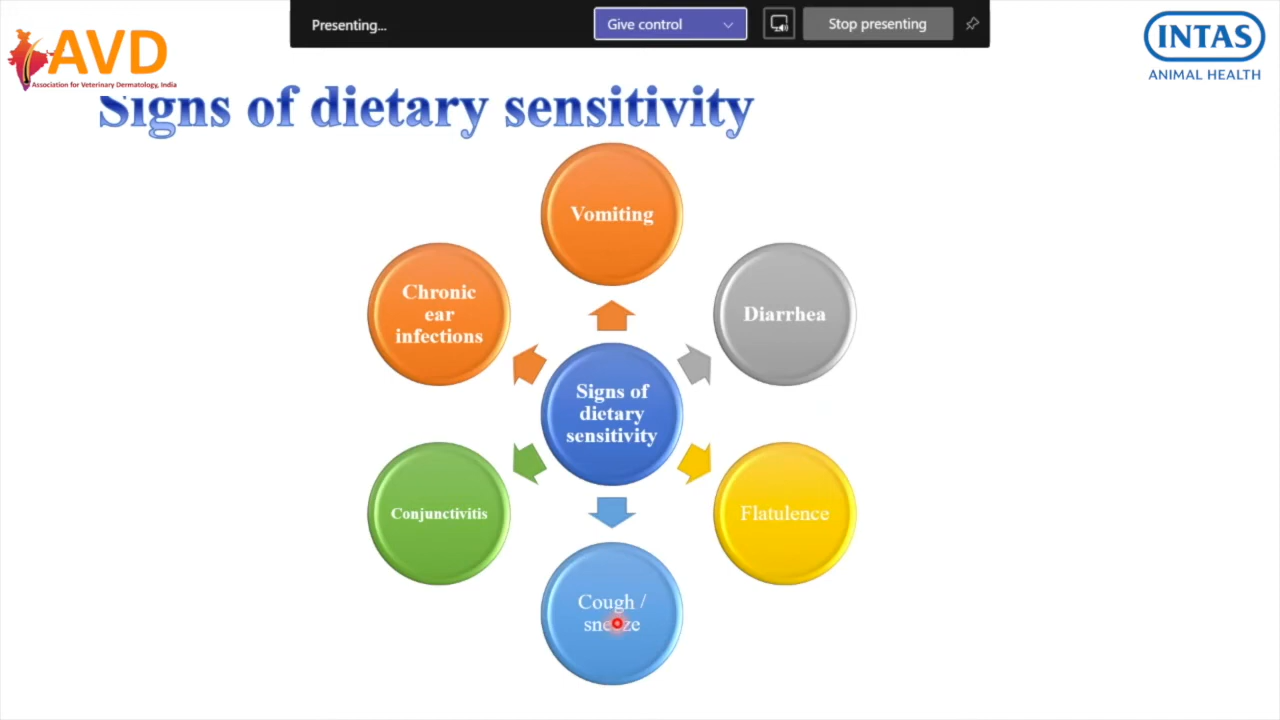 Presenting...
Give control
Stop presenting
AVD
Association for Veterinary Dermatology, India
INTAS
ANIMAL HEALTH
Signs of dietary sensitivity
Vomiting
Diarrhea
Flatulence
Cough /
sneeze
Conjunctivitis
Chronic
ear
infections
Signs of
dietary
sensitivity